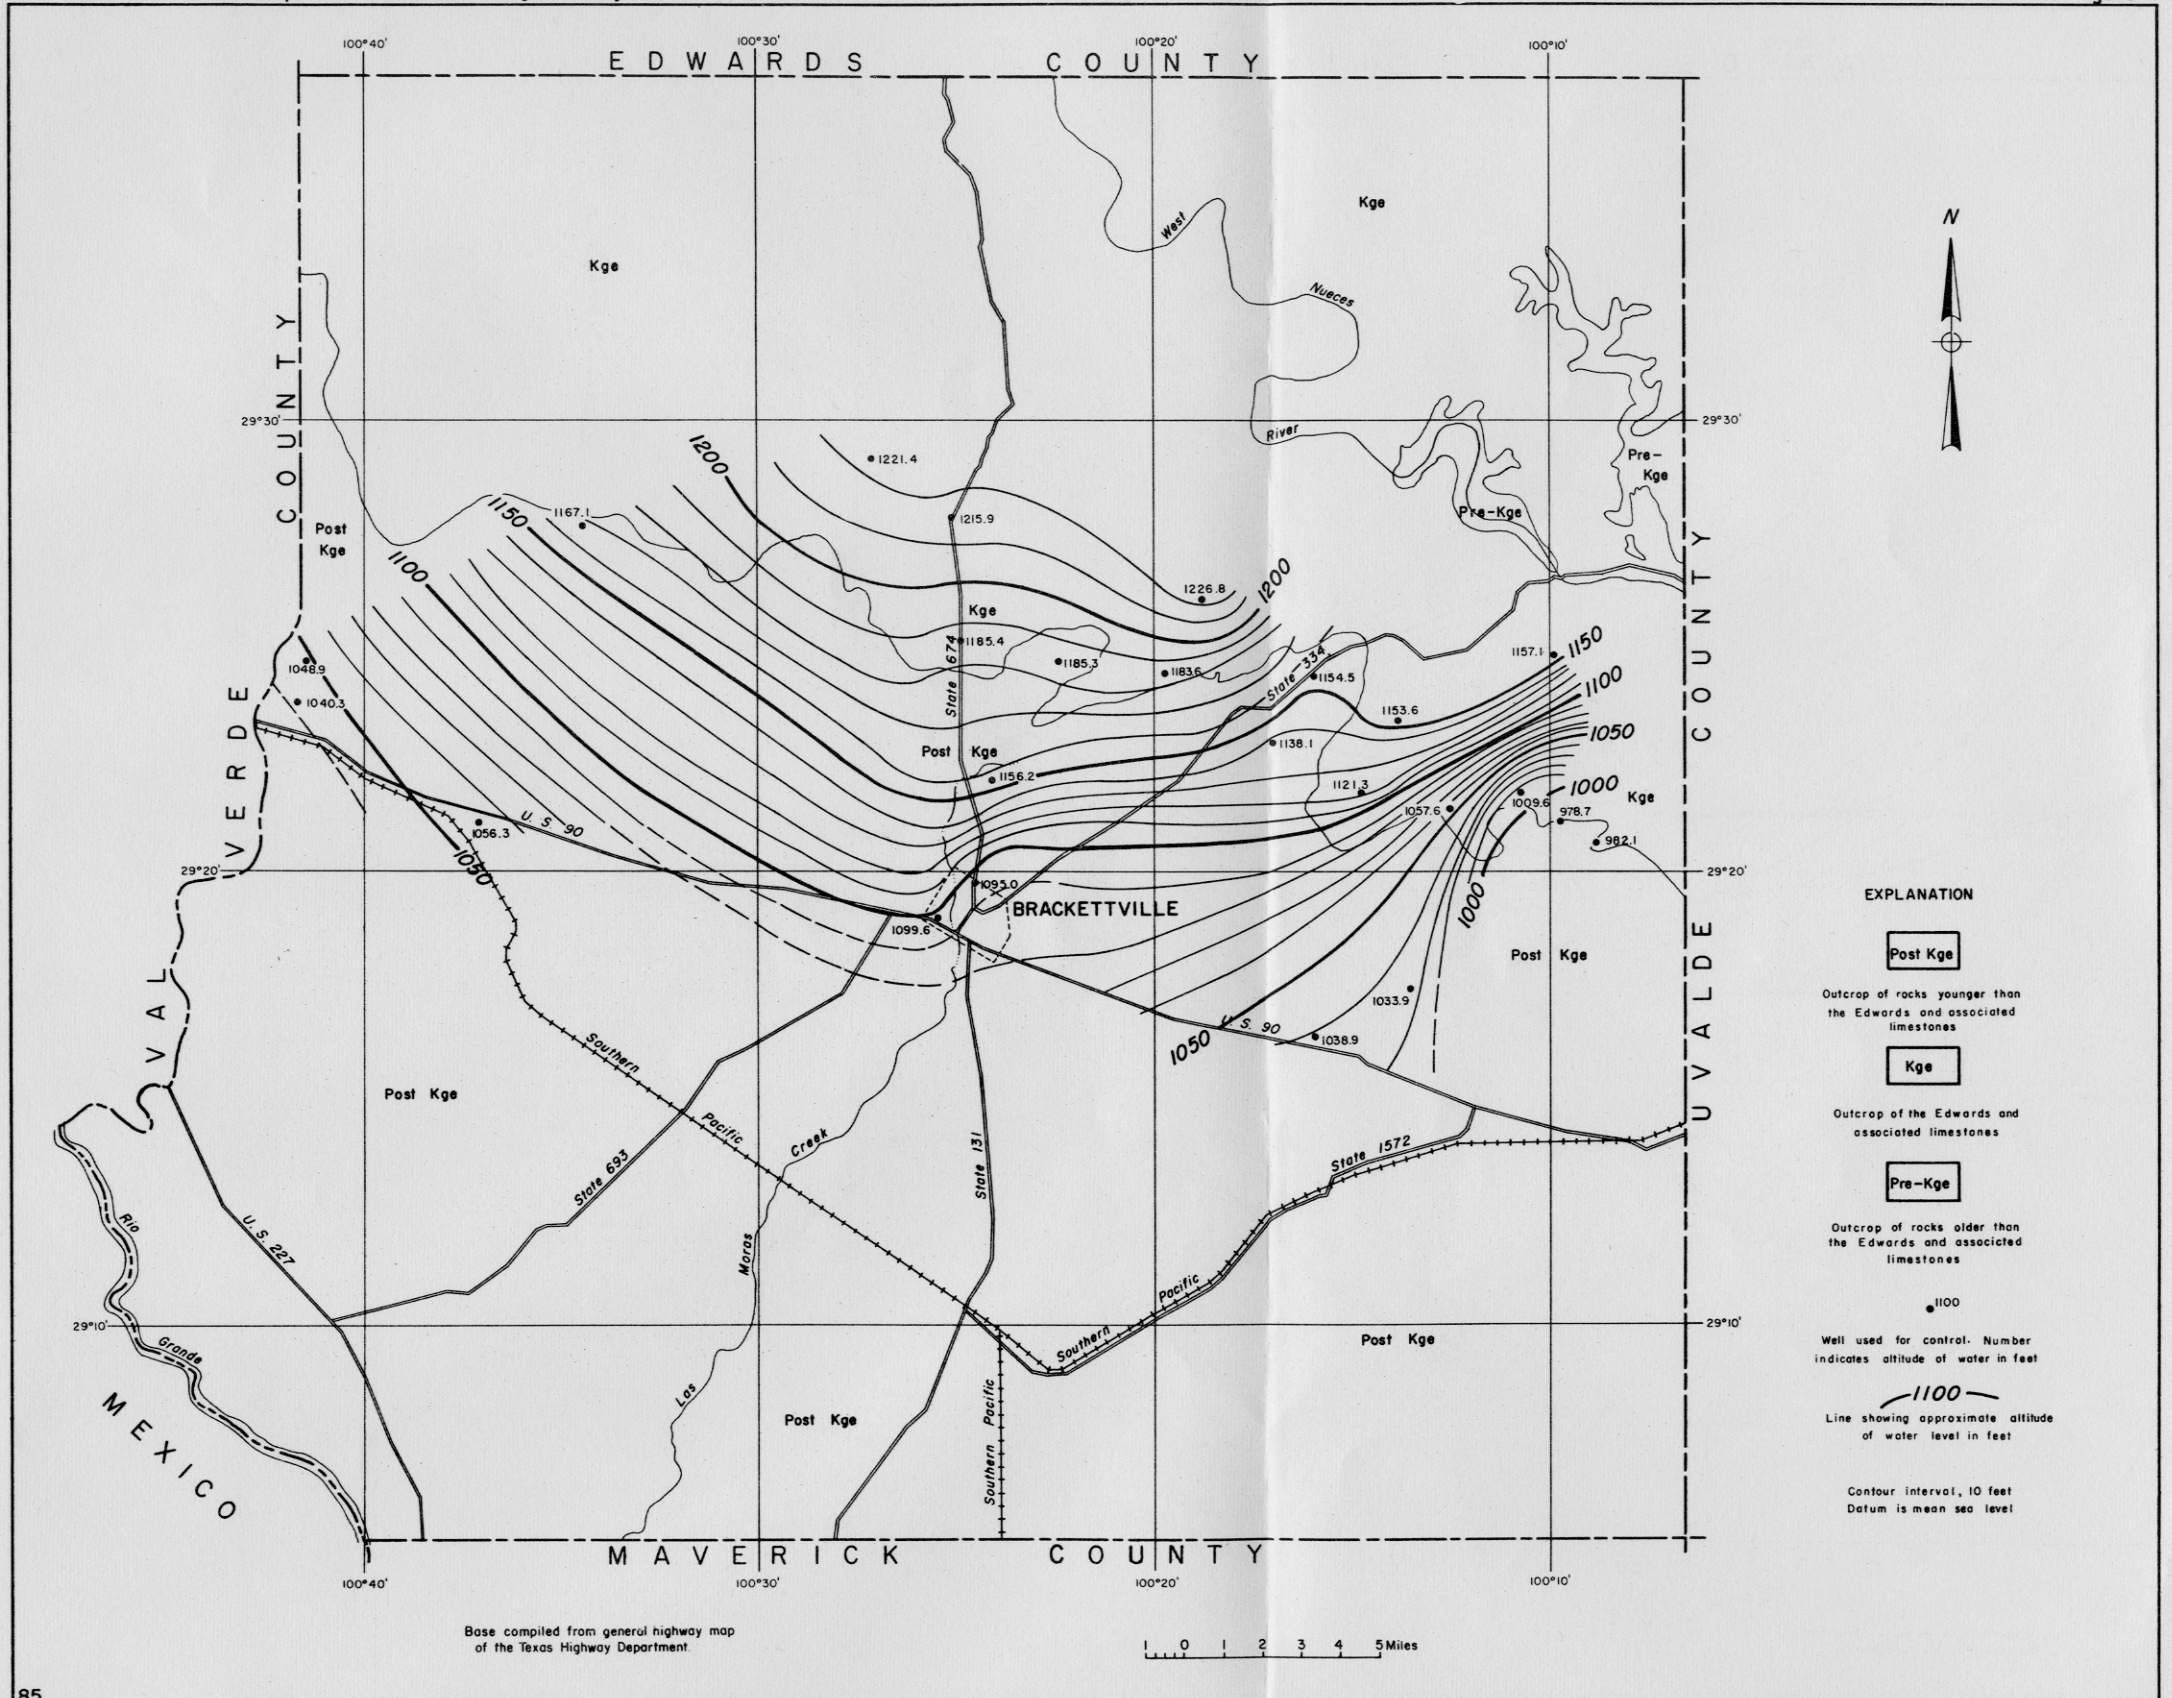 100°40'
100°30'
100°20'
100°10'
EDWARDS COUNTY
Kge
Kge
West
Nueces
River
N
VERDE COUNTY
29°30'
29°30'
1200
1221.4
Pre-
Kge
1150
1167.1
1215.9
Pre-Kge
Post
Kge
1100
1226.8
1200
Kge
1185.4
1185.3
1183.6
State 674
State 334
1154.5
1157.1
1150
1100
1048.9
1040.3
1153.6
1050
1138.1
Post Kge
1156.2
1121.3
1000
Kge
1057.6
1009.6
978.7
982.1
U. S. 90
1056.3
1050
29°20'
29°20'
1095.0
BRACKETTVILLE
1099.6
1000
Post Kge
VAL
UVALDE COUNTY
1033.9
1038.9
U. S. 90
1050
Southern
Pacific
Post Kge
Creek
State 131
State 693
State 1572
Rio
U.S. 227
Moras
Pacific
Southern
29°10'
29°10'
Grande
Post Kge
Las
Southern Pacific
Post Kge
MEXICO
MAVERICK COUNTY
100°40'
100°30'
100°20'
100°10'
EXPLANATION
Post Kge
Outcrop of rocks younger than
the Edwards and associated
limestones
Kge
Outcrop of the Edwards and
associated limestones
Pre-Kge
Outcrop of rocks older than
the Edwards and associcted
limestones
1100
Well used for control. Number
indicates altitude of water in feet
1100
Line showing approximate altitude
of water level in feet
Contour interval, 10 feet
Datum is mean sea level
Base compiled from general highway map
of the Texas Highway Department.
1 0 1 2 3 4 5 Miles
85